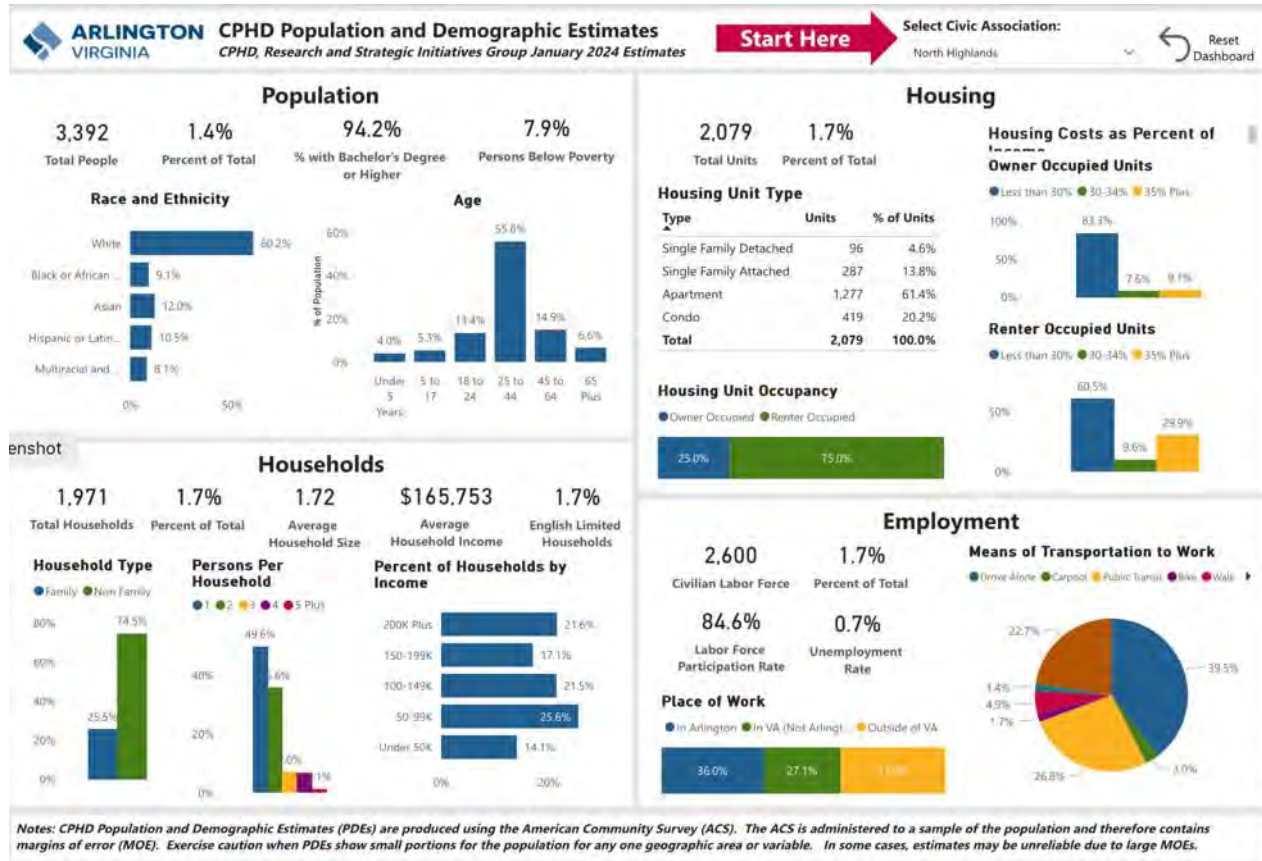 ARLINGTON
VIRGINIA
CPHD Population and Demographic Estimates
CPHD, Research and Strategic Initiatives Group January 2024 Estimates
Start Here
Select Civic Association:
North Highlands
Reset
Dashboard
Population
3,392
Total People
1.4%
Percent of Total
94.2%
% with Bachelor's Degree
or Higher
7.9%
Persons Below Poverty
Race and Ethnicity
White
60.2%
Black or African ...
9.1%
Asian
12.0%
Hispanic or Latin...
10.5%
Multiracial and ...
8.1%
0%
50%
Age
% of Population
60%
40%
20%
0%
4.0%
5.3%
13.4%
55.8%
14.9%
6.6%
Under
5
Years
5 to
17
18 to
24
25 to
44
45 to
64
65
Plus
enshot
Households
1,971
Total Households
1.7%
Percent of Total
1.72
Average
Household Size
$165,753
Average
Household Income
1.7%
English Limited
Households
Household Type
Family Non Family
80%
60%
40%
20%
0%
25.5%
74.5%
Persons Per
Household
1 2 3 4 5 Plus
40%
20%
0%
49.6%
.6%
.0%
.1%
Percent of Households by
Income
200K Plus
21.6%
150-199K
17.1%
100-149K
21.5%
50-99K
25.6%
Under 50K
14.1%
0%
20%
Housing
2,079
Total Units
1.7%
Percent of Total
Housing Unit Type
Type Units % of Units
Single Family Detached 96 4.6%
Single Family Attached 287 13.8%
Apartment 1,277 61.4%
Condo 419 20.2%
Total 2,079 100.0%
Housing Unit Occupancy
Owner Occupied Renter Occupied
25.0% 75.0%
Housing Costs as Percent of
Income
Owner Occupied Units
Less than 30% 30-34% 35% Plus
100%
50%
0%
83.3%
7.6%
9.1%
Renter Occupied Units
Less than 30% 30-34% 35% Plus
50%
0%
60.5%
9.6%
29.9%
Employment
2,600
Civilian Labor Force
1.7%
Percent of Total
84.6%
Labor Force
Participation Rate
0.7%
Unemployment
Rate
Place of Work
In Arlington In VA (Not Arlingt... Outside of VA
36.0% 27.1%
Means of Transportation to Work
Drive Alone Carpool Public Transit Bike Walk
22.7%
1.4%
4.9%
1.7%
26.8%
3.0%
39.5%
Notes: CPHD Population and Demographic Estimates (PDEs) are produced using the American Community Survey (ACS). The ACS is administered to a sample of the population and therefore contains
margins of error (MOE). Exercise caution when PDEs show small portions for the population for any one geographic area or variable. In some cases, estimates may be unreliable due to large MOEs.